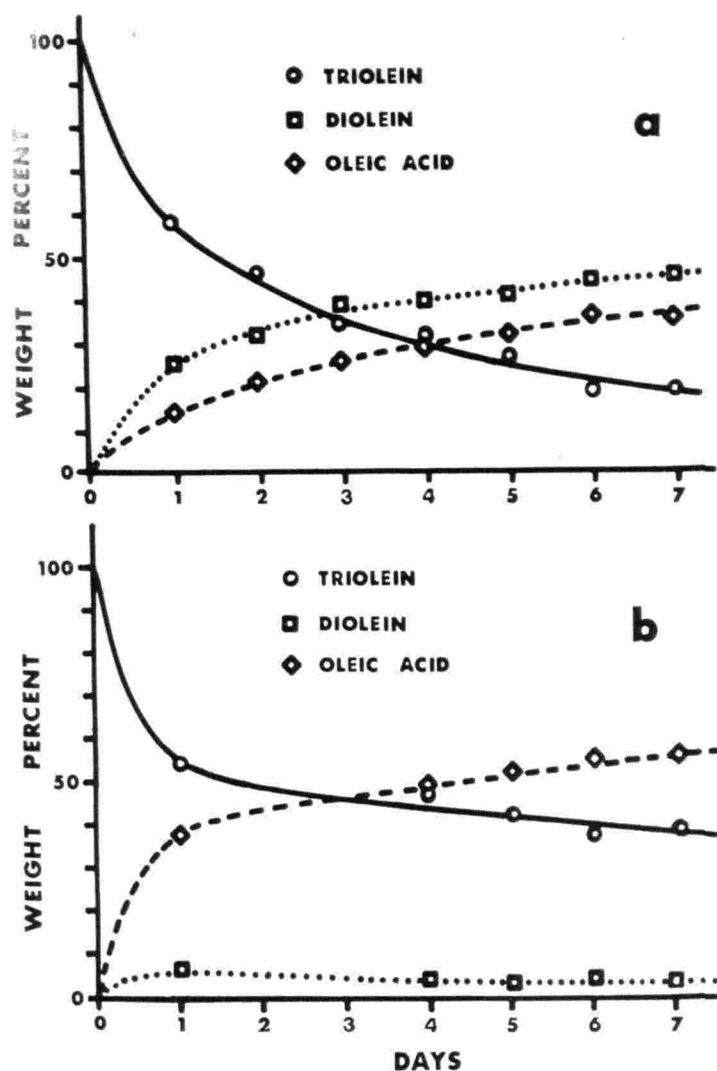 100
50
0
WEIGHT PERCENT
TRIOLEIN
DIOLEIN
OLEIC ACID
a
0 1 2 3 4 5 6 7
100
50
0
WEIGHT PERCENT
TRIOLEIN
DIOLEIN
OLEIC ACID
b
0 1 2 3 4 5 6 7
DAYS